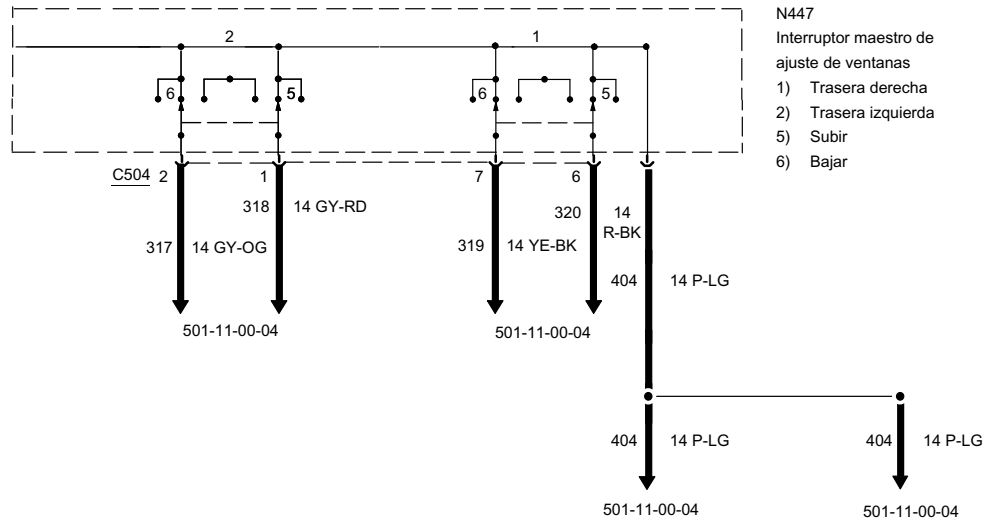 N447
Interruptor maestro de
ajuste de ventanas
1) Trasera derecha
2) Trasera izquierda
5) Subir
6) Bajar
2
1
6
5
6
5
C504 2
1
7
6
318
14 GY-RD
320
14
R-BK
317
14 GY-OG
319
14 YE-BK
404
14 P-LG
501-11-00-04
501-11-00-04
404
14 P-LG
404
14 P-LG
501-11-00-04
501-11-00-04